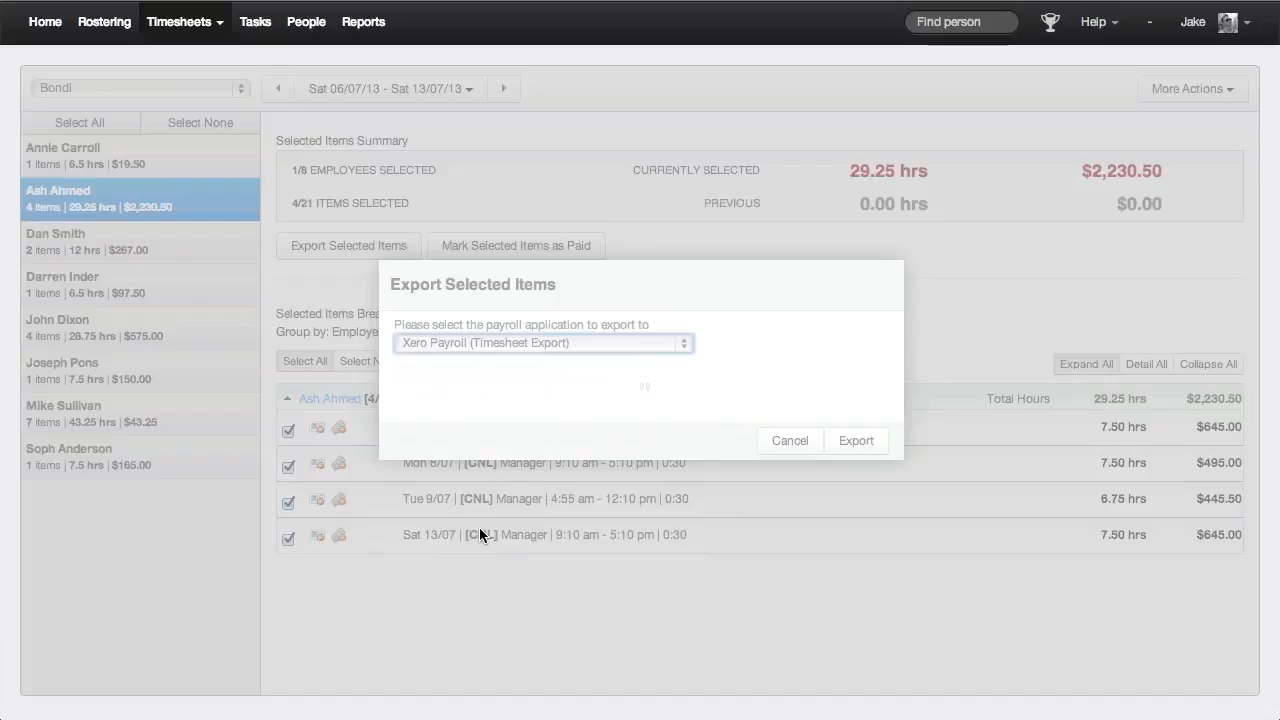 Home Rostering Timesheets Tasks People Reports Find person Help - Jake
Bondi Sat 06/07/13 - Sat 13/07/13 More Actions
Select All Select None
Annie Carroll
1 items | 6.5 hrs | $19.50
Ash Ahmed
4 items | 29.25 hrs | $2,230.50
Dan Smith
2 items | 12 hrs | $267.00
Darren Inder
1 items | 6.5 hrs | $97.50
John Dixon
4 items | 28.75 hrs | $575.00
Joseph Pons
1 items | 7.5 hrs | $150.00
Mike Sullivan
7 items | 43.25 hrs | $43.25
Soph Anderson
1 items | 7.5 hrs | $165.00
Selected Items Summary
1/8 EMPLOYEES SELECTED CURRENTLY SELECTED 29.25 hrs $2,230.50
4/21 ITEMS SELECTED PREVIOUS 0.00 hrs $0.00
Export Selected Items Mark Selected Items as Paid
Export Selected Items
Please select the payroll application to export to
Xero Payroll (Timesheet Export)
Cancel Export
Selected Items Brea
Group by: Employe
Select All Select N Expand All Detail All Collapse All
Ash Ahmed [4/ Total Hours 29.25 hrs $2,230.50
7.50 hrs $645.00
Mon 8/07 | [CNL] Manager | 9:10 am - 5:10 pm | 0:30 7.50 hrs $495.00
Tue 9/07 | [CNL] Manager | 4:55 am - 12:10 pm | 0:30 6.75 hrs $445.50
Sat 13/07 | [CNL] Manager | 9:10 am - 5:10 pm | 0:30 7.50 hrs $645.00